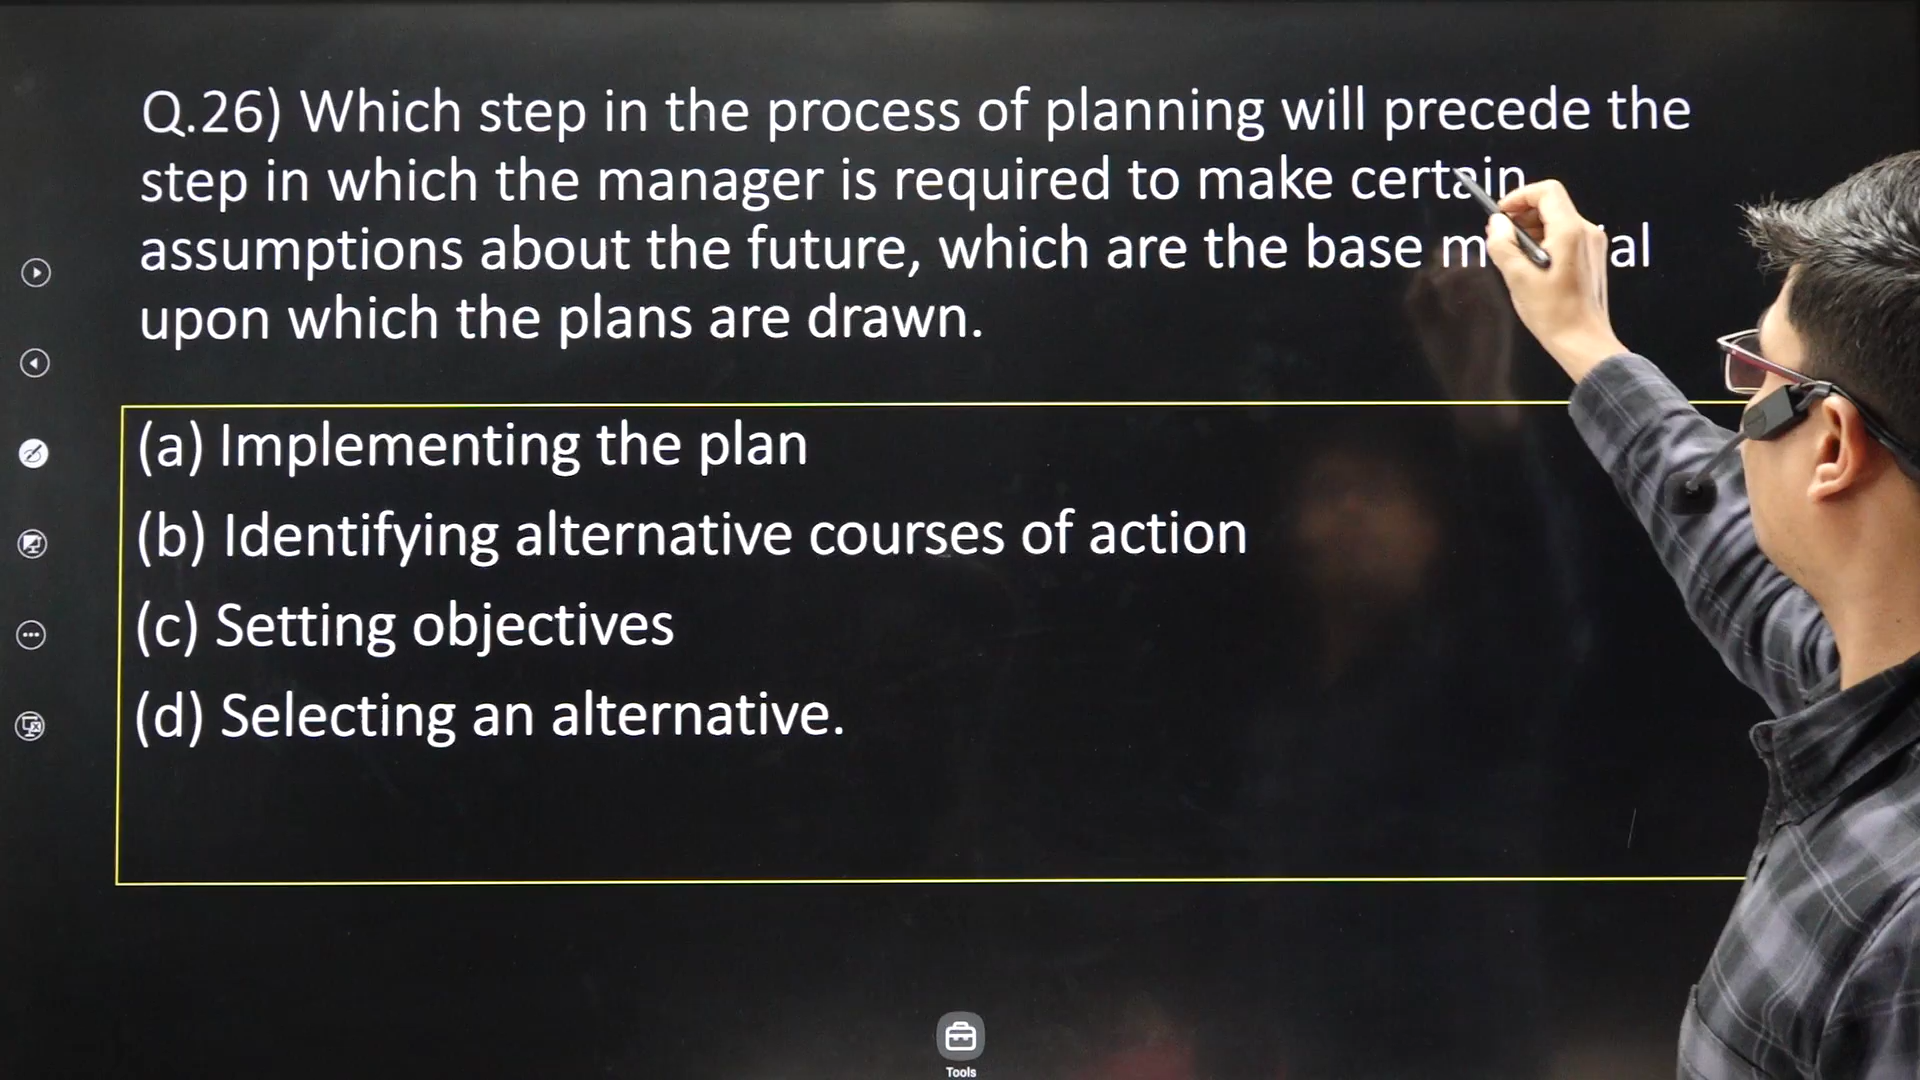 Q.26) Which step in the process of planning will precede the
step in which the manager is required to make certain
assumptions about the future, which are the base
upon which the plans are drawn.
(a) Implementing the plan
(b) Identifying alternative courses of action
(c) Setting objectives
(d) Selecting an alternative.
Tools